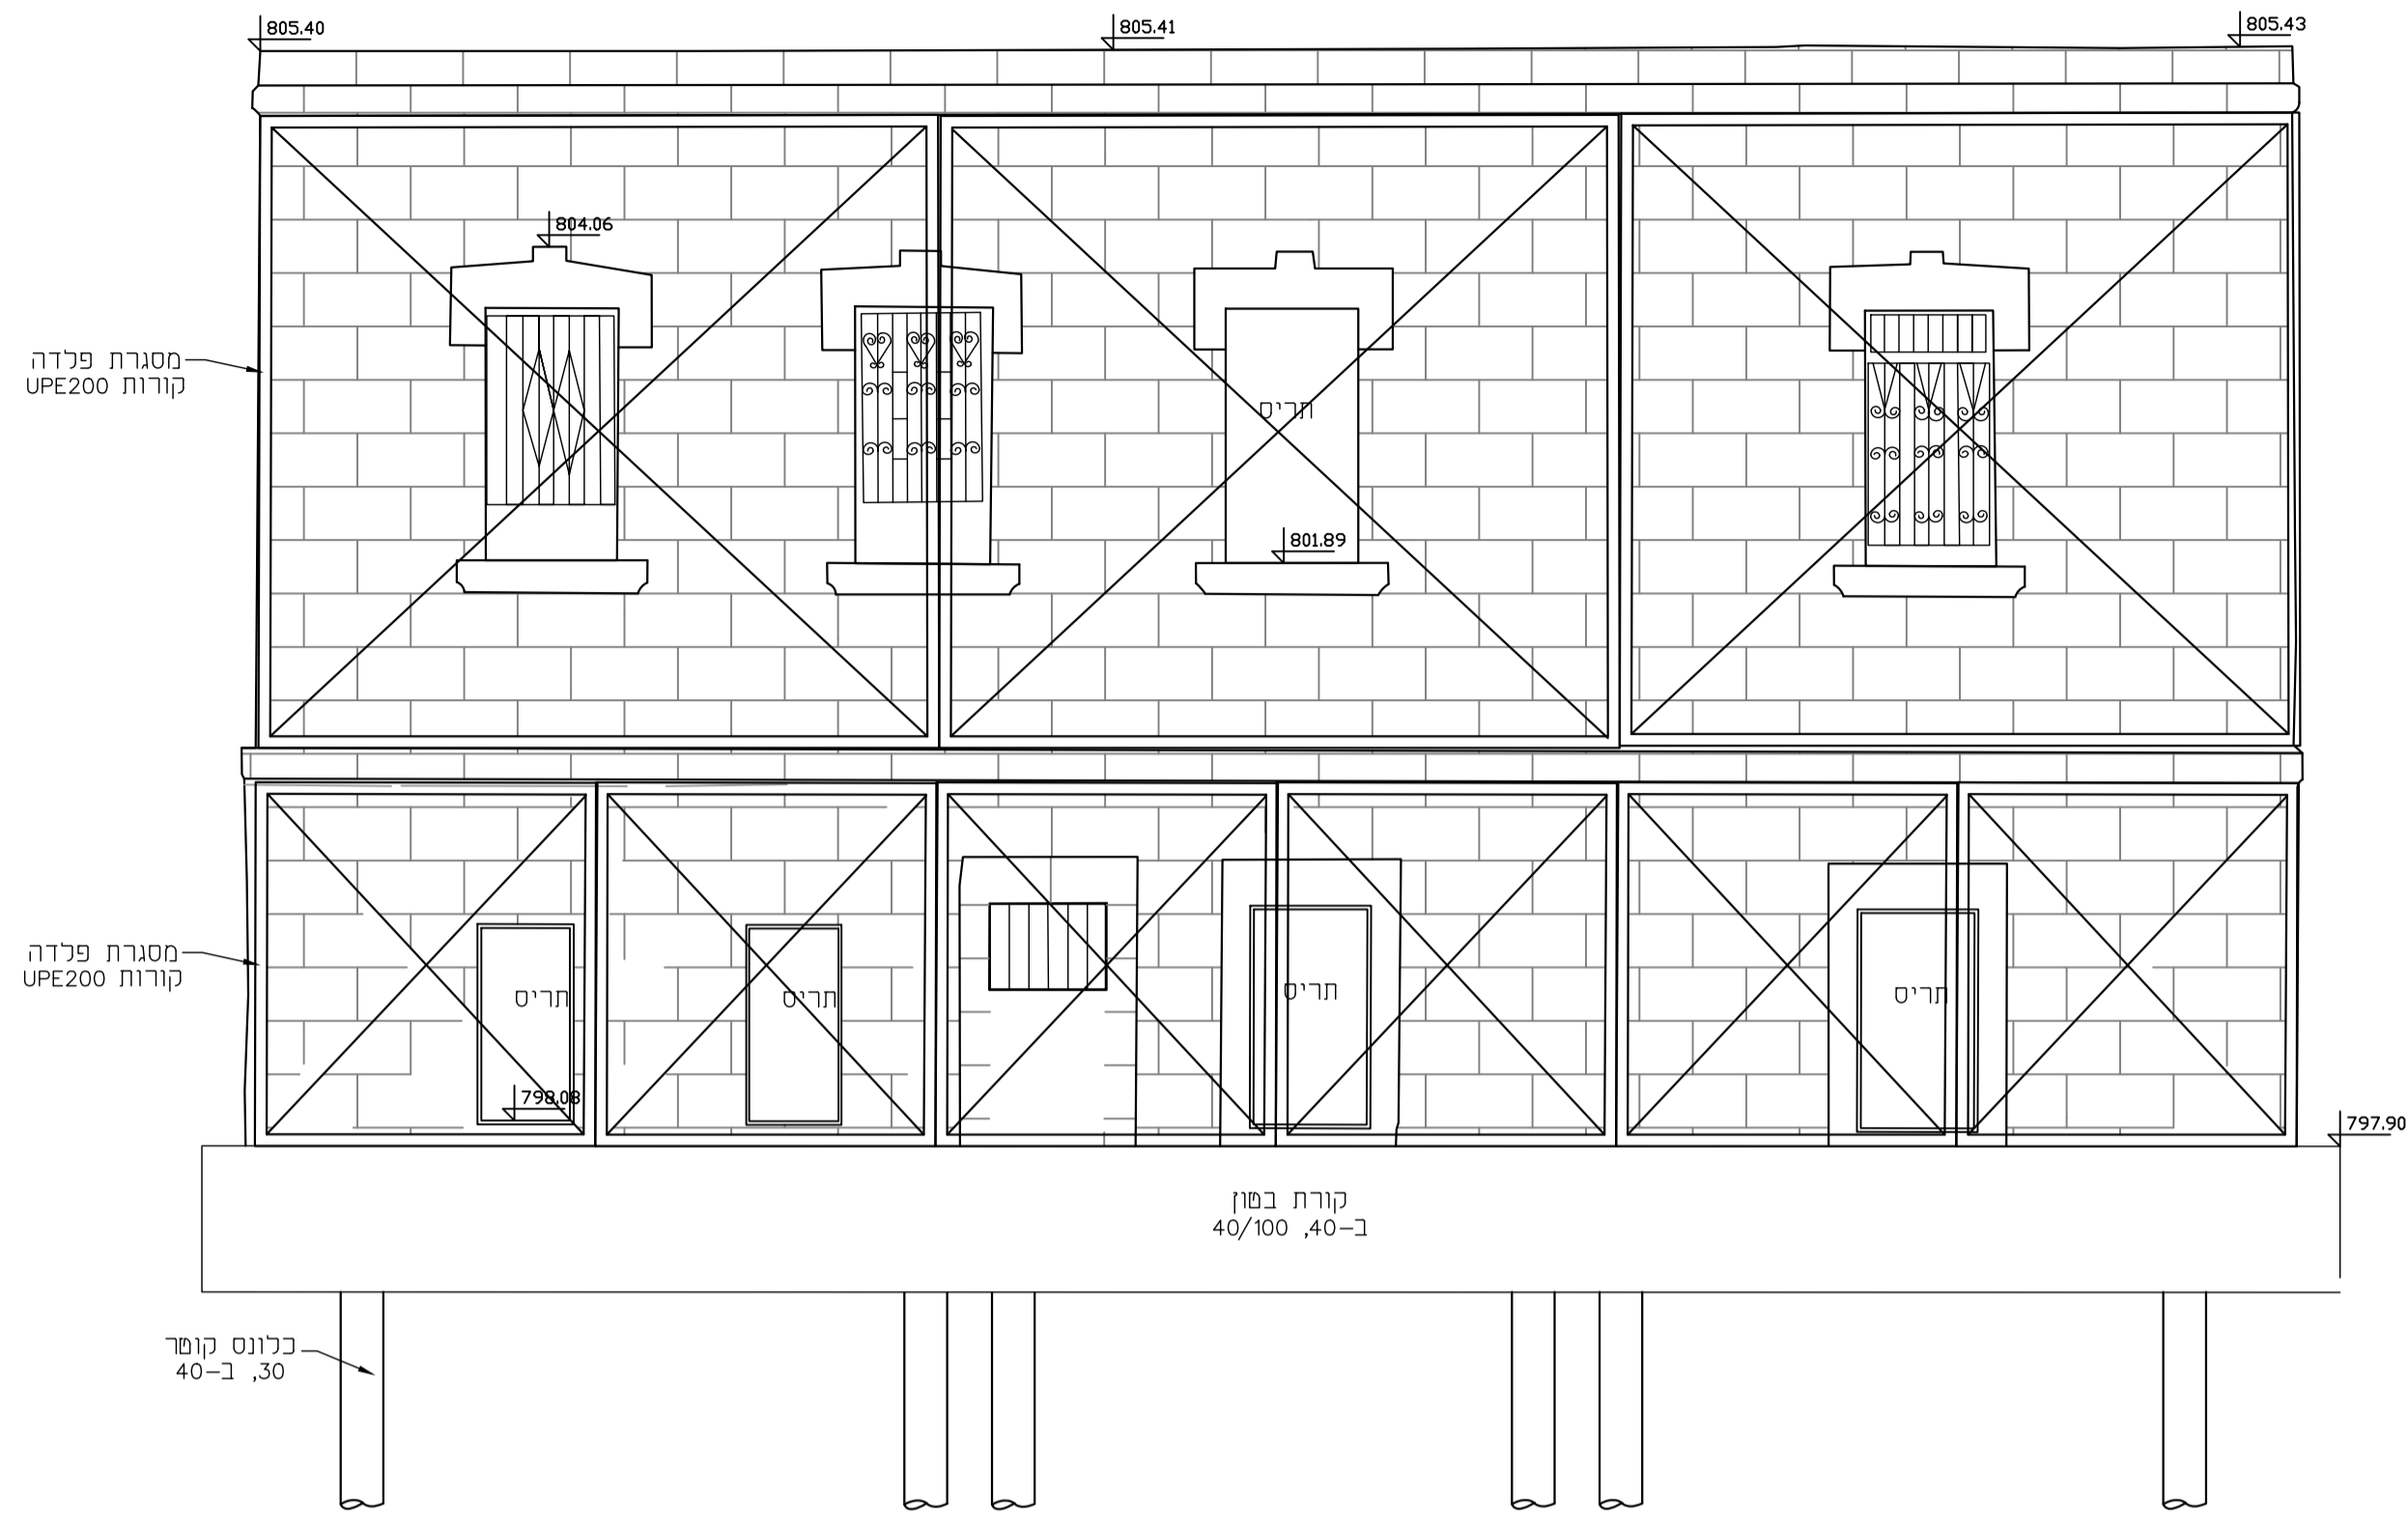 805.40
805.41
805.43
804.06
מסגרת פלדה
קורות UPE200
תריס
801.89
מסגרת פלדה
קורות UPE200
תריס
תריס
תריס
תריס
798.08
797.90
קורת בטון
ב-40, 40/100
כלונס קוטר
30, ב-40